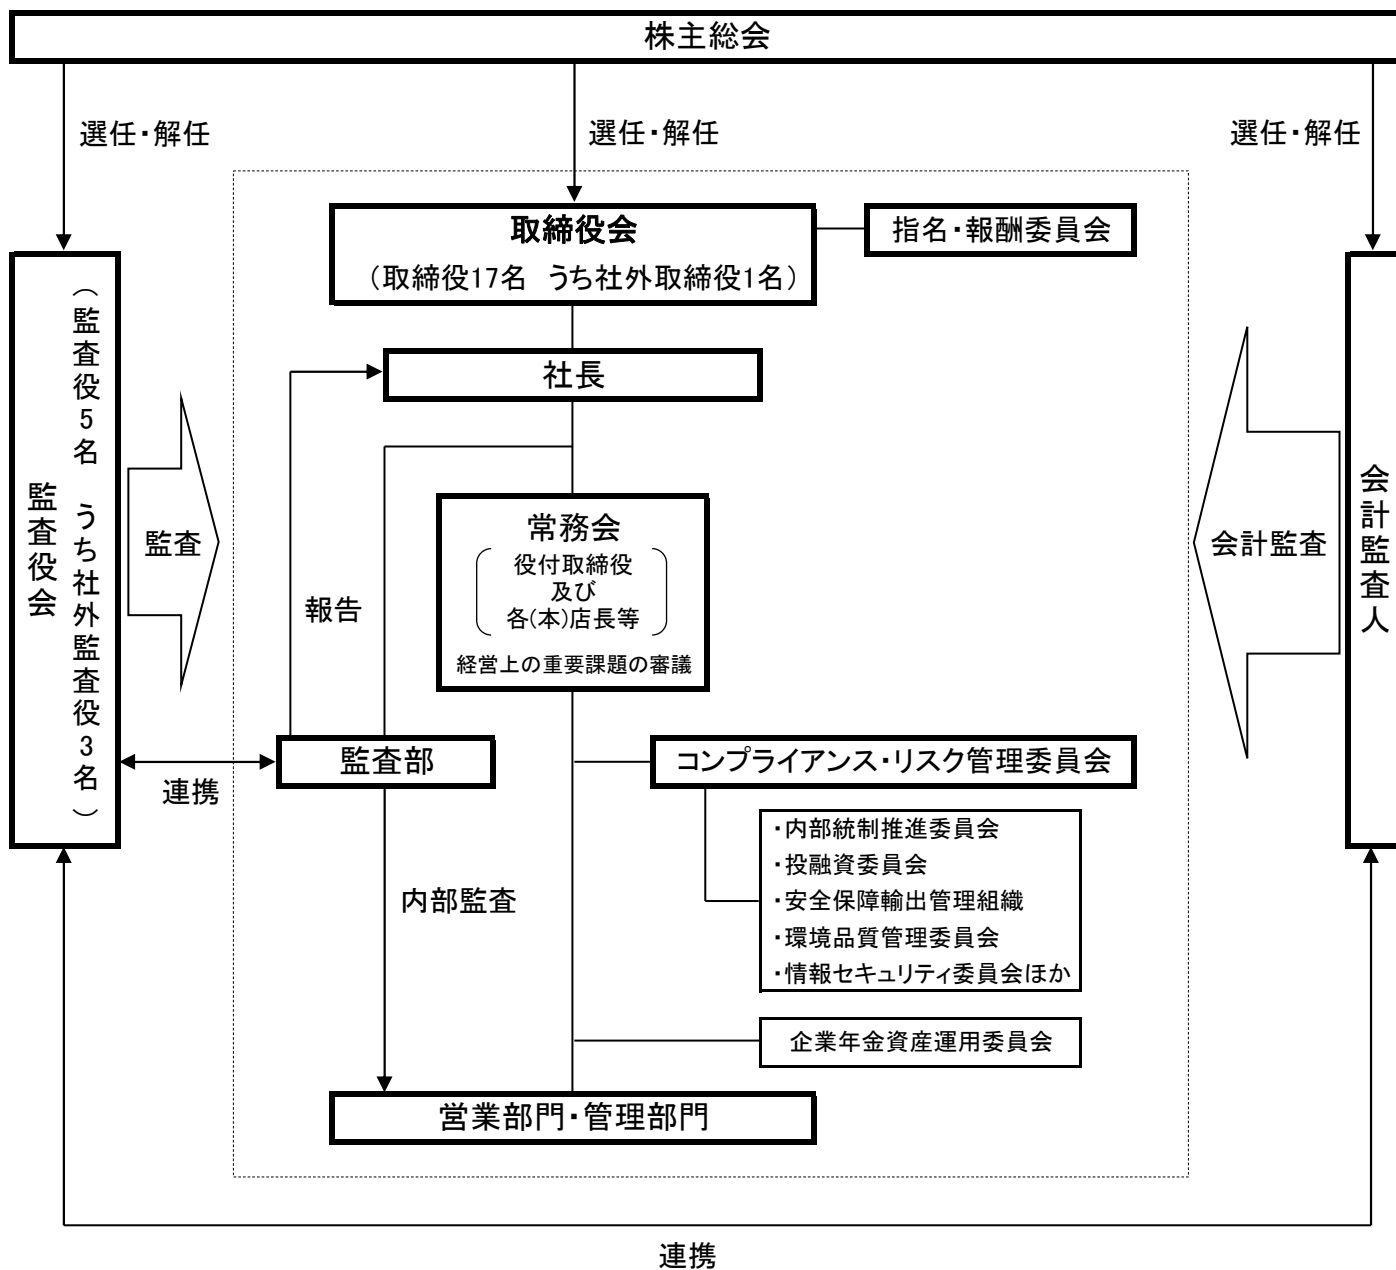 株主総会
選任・解任
選任・解任
選任・解任
取締役会
（取締役17名　うち社外取締役1名）
指名・報酬委員会
社長
監査役会
（監査役5名　うち社外監査役3名）
監査
会計監査
会計監査人
常務会
役付取締役
及び
各(本)店長等
経営上の重要課題の審議
報告
監査部
連携
コンプライアンス・リスク管理委員会
・内部統制推進委員会
・投融資委員会
・安全保障輸出管理組織
・環境品質管理委員会
・情報セキュリティ委員会ほか
内部監査
企業年金資産運用委員会
営業部門・管理部門
連携